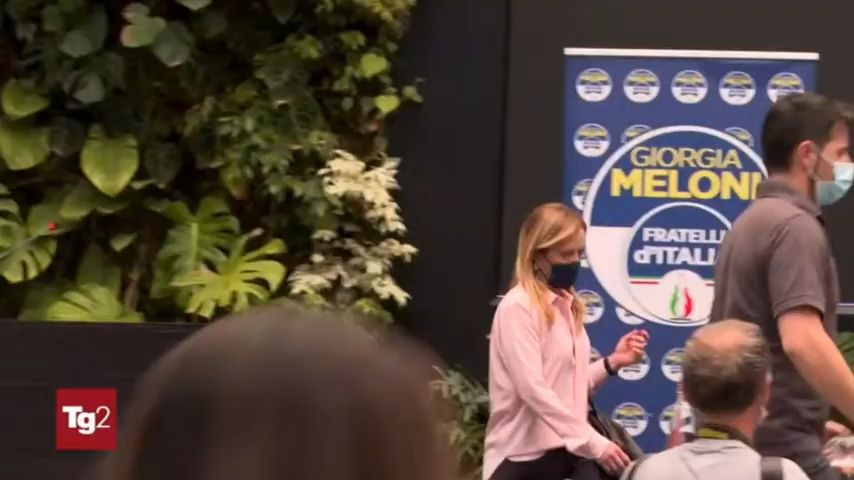 GIORGIA
MELONI
FRATELLI
d'ITALIA
Tg2